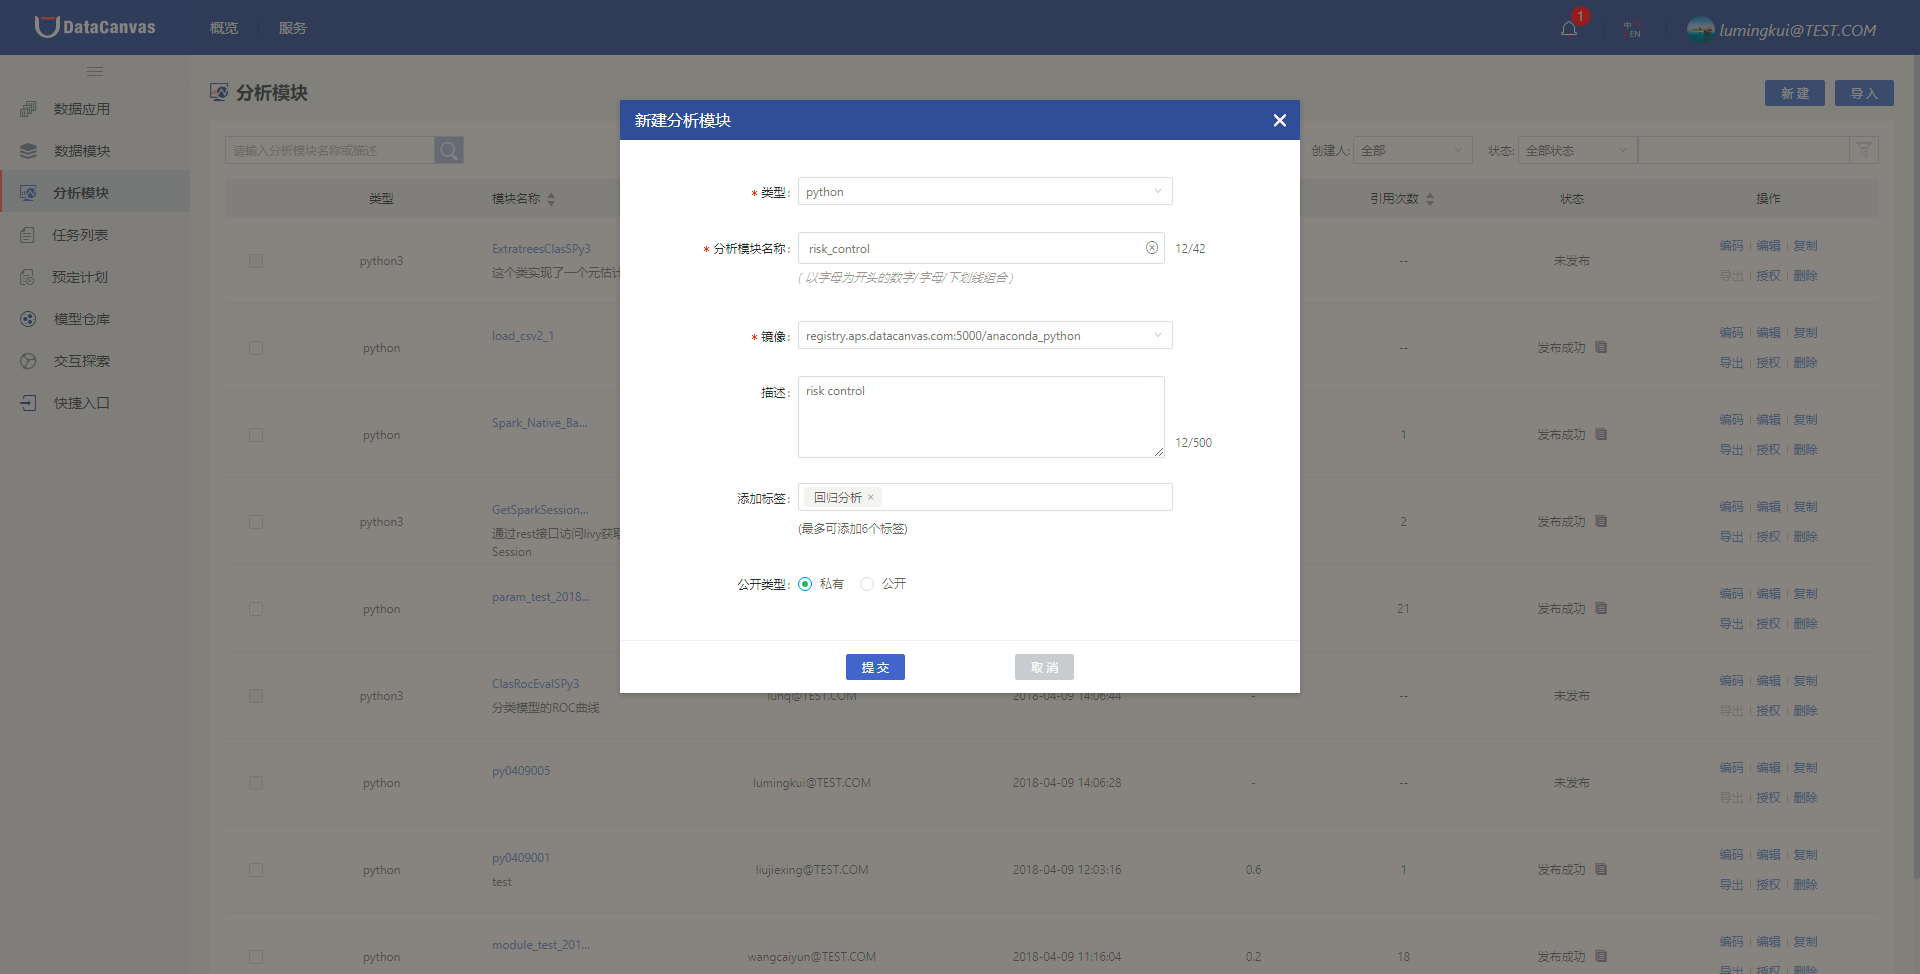 DataCanvas
概览
服务
1
中
EN
lumingkui@TEST.COM
数据应用
数据模块
分析模块
任务列表
预定计划
模型仓库
交互探索
快捷入口
分析模块
新 建
导 入
请输入分析模块名称或描述
创建人: 全部
状态: 全部状态
类型
模块名称
引用次数
状态
操作
python3
ExtratreesClasSPy3
这个类实现了一个元估计
--
未发布
编码 编辑 复制
导出 授权 删除
python
load_csv2_1
--
发布成功
编码 编辑 复制
导出 授权 删除
python
Spark_Native_Ba...
1
发布成功
编码 编辑 复制
导出 授权 删除
python3
GetSparkSession...
通过rest接口访问livy获取
Session
2
发布成功
编码 编辑 复制
导出 授权 删除
python
param_test_2018...
21
发布成功
编码 编辑 复制
导出 授权 删除
python3
ClasRocEvalSPy3
分类模型的ROC曲线
luhq@TEST.COM
2018-04-09 14:06:44
-
--
未发布
编码 编辑 复制
导出 授权 删除
python
py0409005
lumingkui@TEST.COM
2018-04-09 14:06:28
-
--
未发布
编码 编辑 复制
导出 授权 删除
python
py0409001
test
liujiexing@TEST.COM
2018-04-09 12:03:16
0.6
1
发布成功
编码 编辑 复制
导出 授权 删除
python
module_test_201...
wangcaiyun@TEST.COM
2018-04-09 11:16:04
0.2
18
发布成功
编码 编辑 复制
导出 授权 删除
新建分析模块
* 类型: python
* 分析模块名称: risk_control 12/42
( 以字母为开头的数字/字母/下划线组合 )
* 镜像: registry.aps.datacanvas.com:5000/anaconda_python
描述: risk control
12/500
添加标签: 回归分析 ×
(最多可添加6个标签)
公开类型: 私有 公开
提 交
取 消